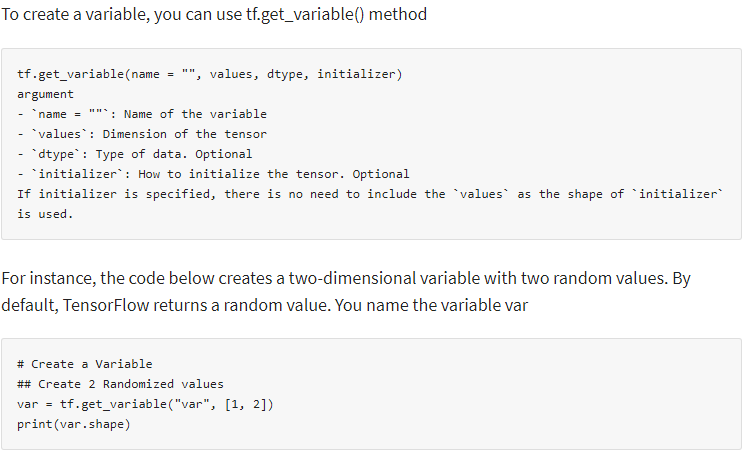 To create a variable, you can use tf.get_variable() method
tf.get_variable(name = "", values, dtype, initializer)
argument
- `name = ""`: Name of the variable
- `values`: Dimension of the tensor
- `dtype`: Type of data. Optional
- `initializer`: How to initialize the tensor. Optional
If initializer is specified, there is no need to include the `values` as the shape of `initializer`
is used.
For instance, the code below creates a two-dimensional variable with two random values. By
default, TensorFlow returns a random value. You name the variable var
# Create a Variable
## Create 2 Randomized values
var = tf.get_variable("var", [1, 2])
print(var.shape)